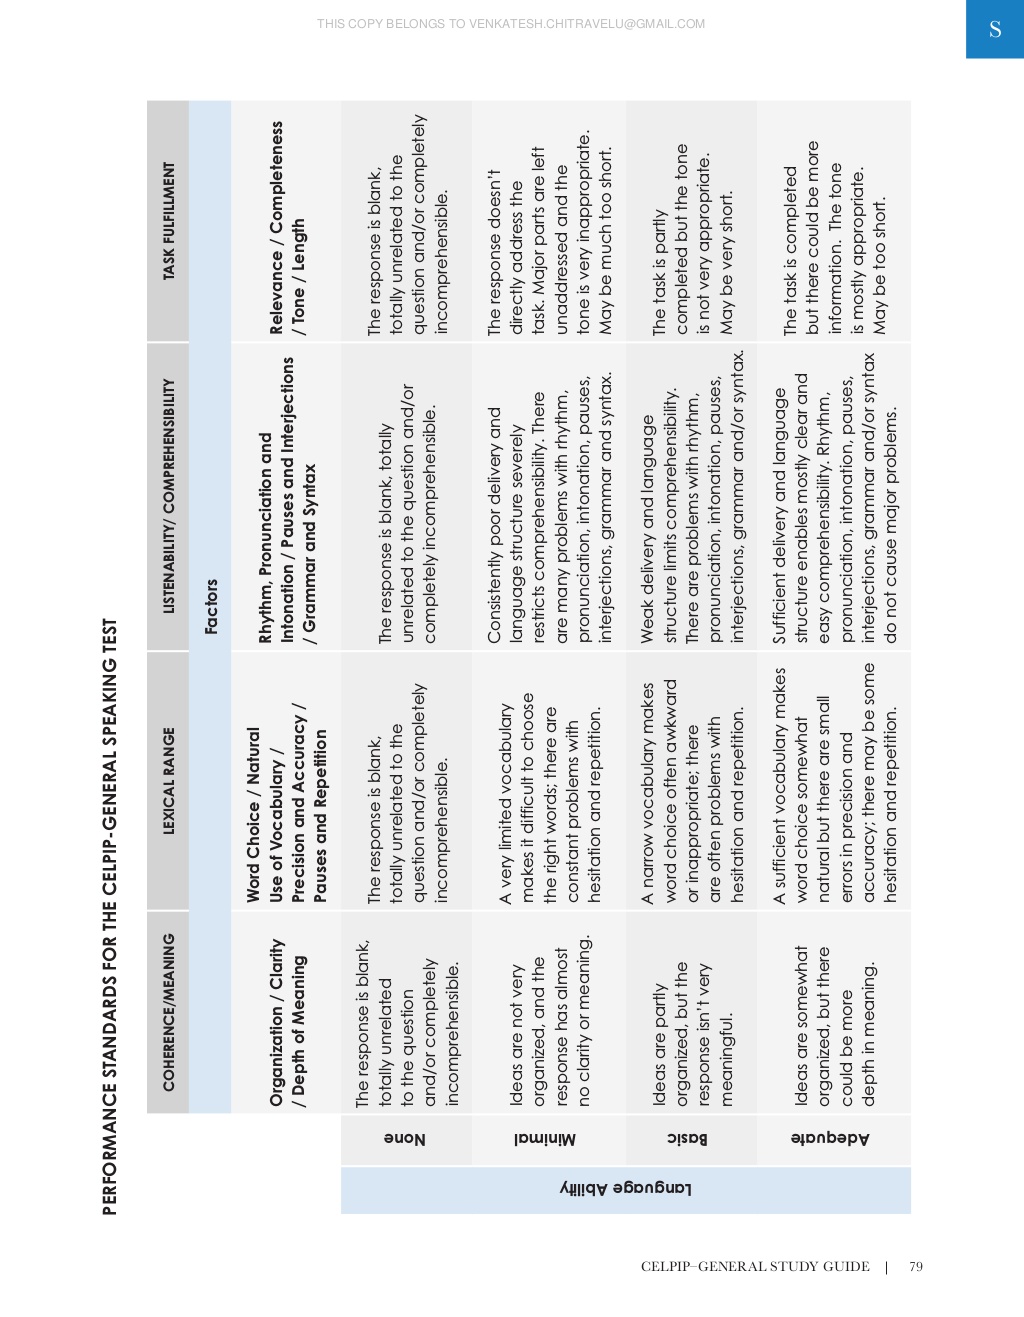 THIS COPY BELONGS TO VENKATESH.CHITRAVELU@GMAIL.COM
S
PERFORMANCE STANDARDS FOR THE CELPIP-GENERAL SPEAKING TEST
COHERENCE/MEANING
LEXICAL RANGE
LISTENABILITY/ COMPREHENSIBILITY
TASK FULFILLMENT
Factors
Organization / Clarity
/ Depth of Meaning
Word Choice / Natural
Use of Vocabulary /
Precision and Accuracy /
Pauses and Repetition
Rhythm, Pronunciation and
Intonation / Pauses and Interjections
/ Grammar and Syntax
Relevance / Completeness
/ Tone / Length
Language Ability
None
The response is blank,
totally unrelated
to the question
and/or completely
incomprehensible.
The response is blank,
totally unrelated to the
question and/or completely
incomprehensible.
The response is blank, totally
unrelated to the question and/or
completely incomprehensible.
The response is blank,
totally unrelated to the
question and/or completely
incomprehensible.
Minimal
Ideas are not very
organized, and the
response has almost
no clarity or meaning.
A very limited vocabulary
makes it difficult to choose
the right words; there are
constant problems with
hesitation and repetition.
Consistently poor delivery and
language structure severely
restricts comprehensibility. There
are many problems with rhythm,
pronunciation, intonation, pauses,
interjections, grammar and syntax.
The response doesn't
directly address the
task. Major parts are left
unaddressed and the
tone is very inappropriate.
May be much too short.
Basic
Ideas are partly
organized, but the
response isn't very
meaningful.
A narrow vocabulary makes
word choice often awkward
or inappropriate; there
are often problems with
hesitation and repetition.
Weak delivery and language
structure limits comprehensibility.
There are problems with rhythm,
pronunciation, intonation, pauses,
interjections, grammar and/or syntax.
The task is partly
completed but the tone
is not very appropriate.
May be very short.
Adequate
Ideas are somewhat
organized, but there
could be more
depth in meaning.
A sufficient vocabulary makes
word choice somewhat
natural but there are small
errors in precision and
accuracy; there may be some
hesitation and repetition.
Sufficient delivery and language
structure enables mostly clear and
easy comprehensibility. Rhythm,
pronunciation, intonation, pauses,
interjections, grammar and/or syntax
do not cause major problems.
The task is completed
but there could be more
information. The tone
is mostly appropriate.
May be too short.
CELPIP–GENERAL STUDY GUIDE | 79